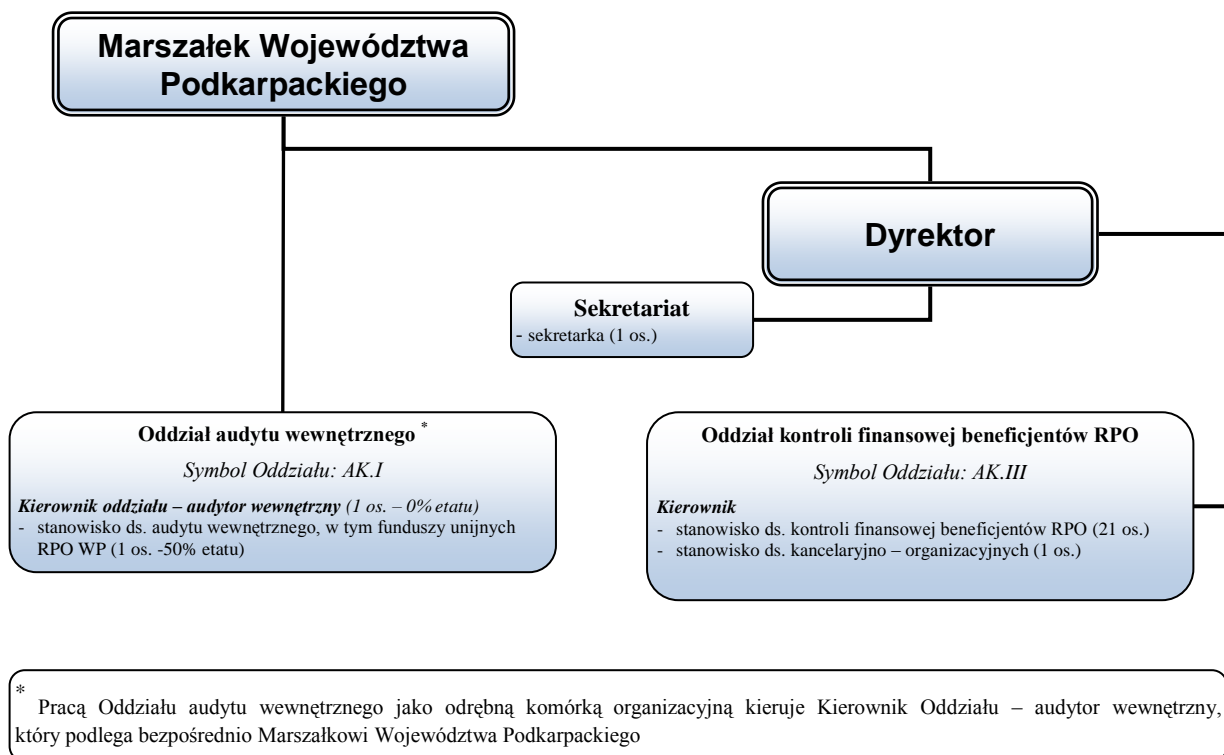 Marszałek Województwa
Podkarpackiego
Dyrektor
Sekretariat
- sekretarka (1 os.)
Oddział audytu wewnętrznego *
Symbol Oddziału: AK.I
Kierownik oddziału – audytor wewnętrzny (1 os. – 0% etatu)
- stanowisko ds. audytu wewnętrznego, w tym funduszy unijnych
RPO WP (1 os. -50% etatu)
Oddział kontroli finansowej beneficjentów RPO
Symbol Oddziału: AK.III
Kierownik
- stanowisko ds. kontroli finansowej beneficjentów RPO (21 os.)
- stanowisko ds. kancelaryjno – organizacyjnych (1 os.)
*
Pracą Oddziału audytu wewnętrznego jako odrębną komórką organizacyjną kieruje Kierownik Oddziału – audytor wewnętrzny,
który podlega bezpośrednio Marszałkowi Województwa Podkarpackiego